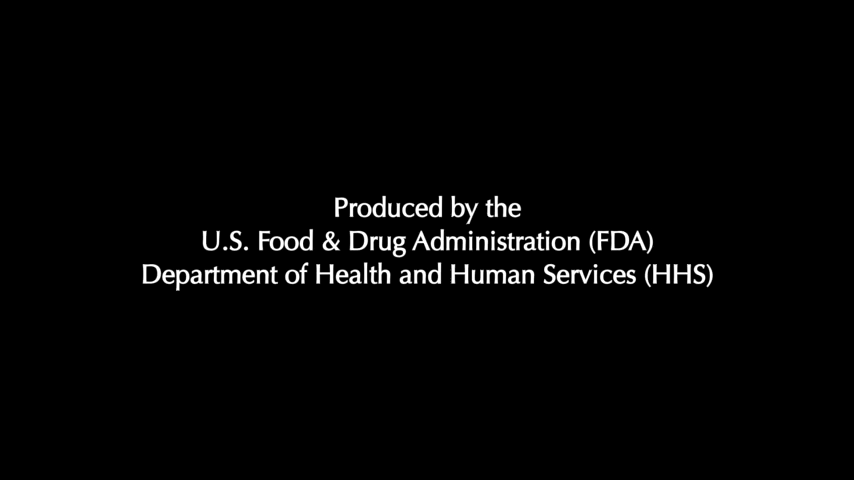 Produced by the
U.S. Food & Drug Administration (FDA)
Department of Health and Human Services (HHS)